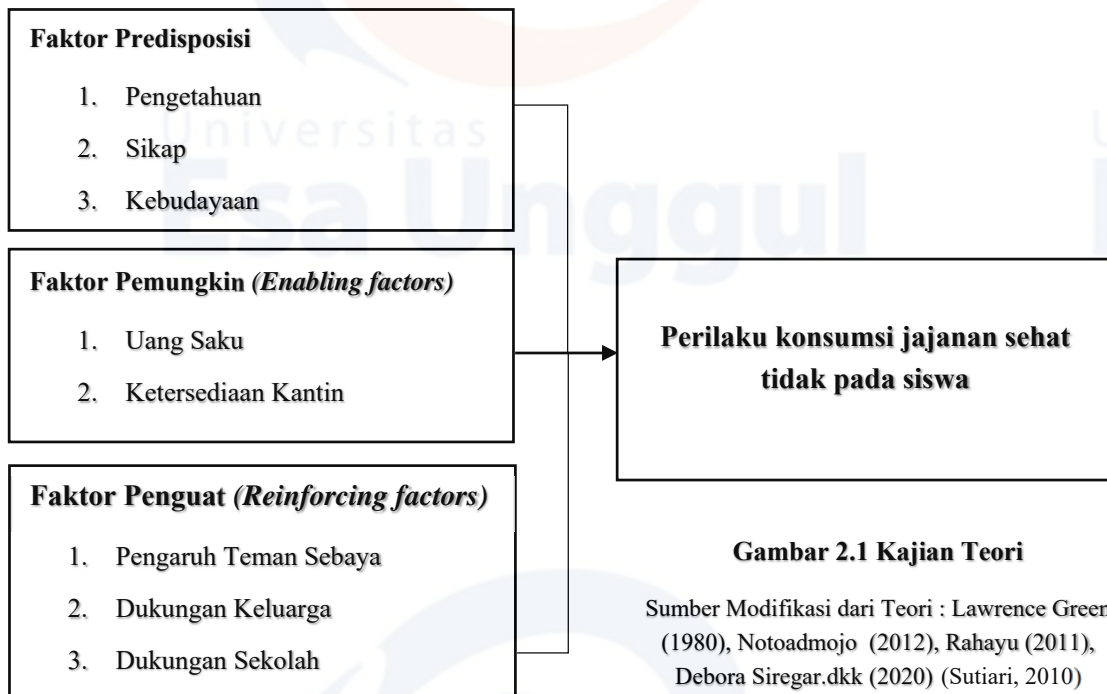 Faktor Predisposisi
1. Pengetahuan
2. Sikap
3. Kebudayaan
Universitas
Esa Unggul
Faktor Pemungkin (Enabling factors)
1. Uang Saku
2. Ketersediaan Kantin
Perilaku konsumsi jajanan sehat
tidak pada siswa
Faktor Penguat (Reinforcing factors)
1. Pengaruh Teman Sebaya
2. Dukungan Keluarga
3. Dukungan Sekolah
Gambar 2.1 Kajian Teori
Sumber Modifikasi dari Teori : Lawrence Green
(1980), Notoadmojo (2012), Rahayu (2011),
Debora Siregar.dkk (2020) (Sutiari, 2010)